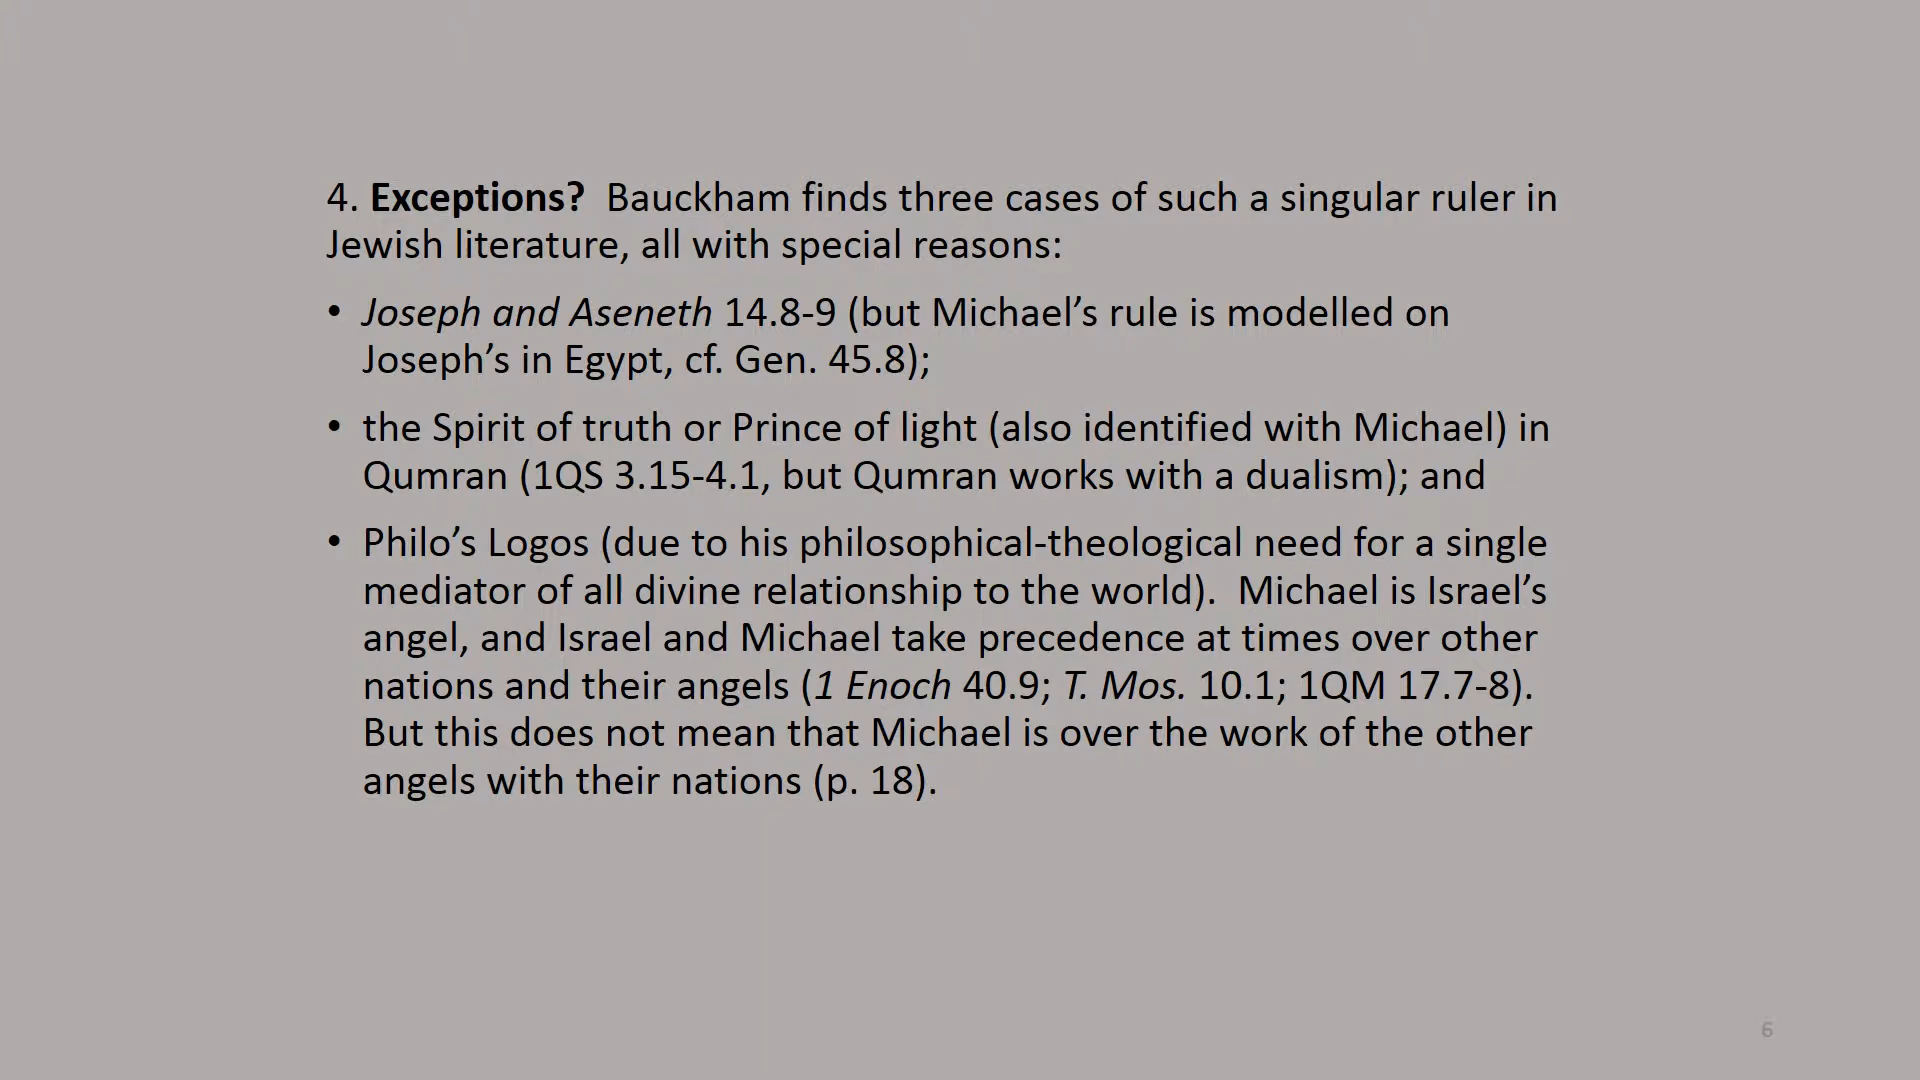 4. Exceptions?  Bauckham finds three cases of such a singular ruler in
Jewish literature, all with special reasons:
• Joseph and Aseneth 14.8-9 (but Michael’s rule is modelled on
Joseph’s in Egypt, cf. Gen. 45.8);
• the Spirit of truth or Prince of light (also identified with Michael) in
Qumran (1QS 3.15-4.1, but Qumran works with a dualism); and
• Philo’s Logos (due to his philosophical-theological need for a single
mediator of all divine relationship to the world).  Michael is Israel’s
angel, and Israel and Michael take precedence at times over other
nations and their angels (1 Enoch 40.9; T. Mos. 10.1; 1QM 17.7-8).
But this does not mean that Michael is over the work of the other
angels with their nations (p. 18).
6